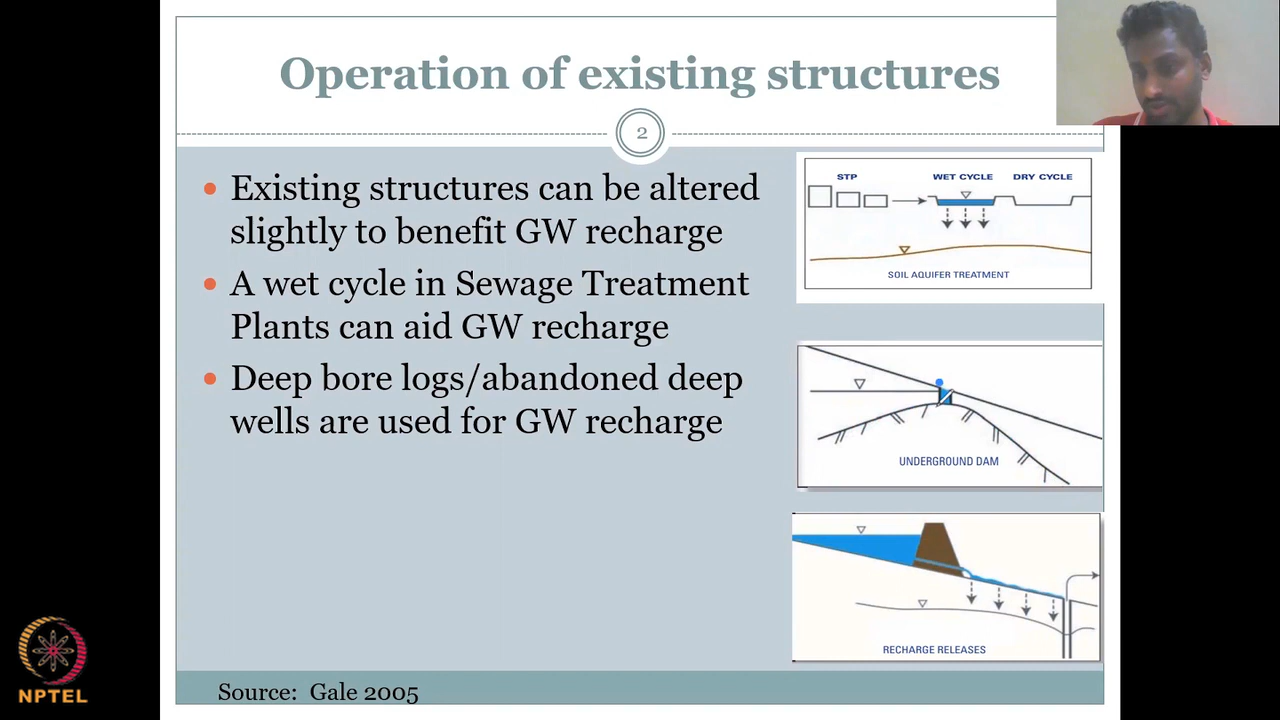 Operation of existing structures
2
Existing structures can be altered
slightly to benefit GW recharge
A wet cycle in Sewage Treatment
Plants can aid GW recharge
Deep bore logs/abandoned deep
wells are used for GW recharge
STP WET CYCLE DRY CYCLE
SOIL AQUIFER TREATMENT
UNDERGROUND DAM
RECHARGE RELEASES
NPTEL
Source: Gale 2005